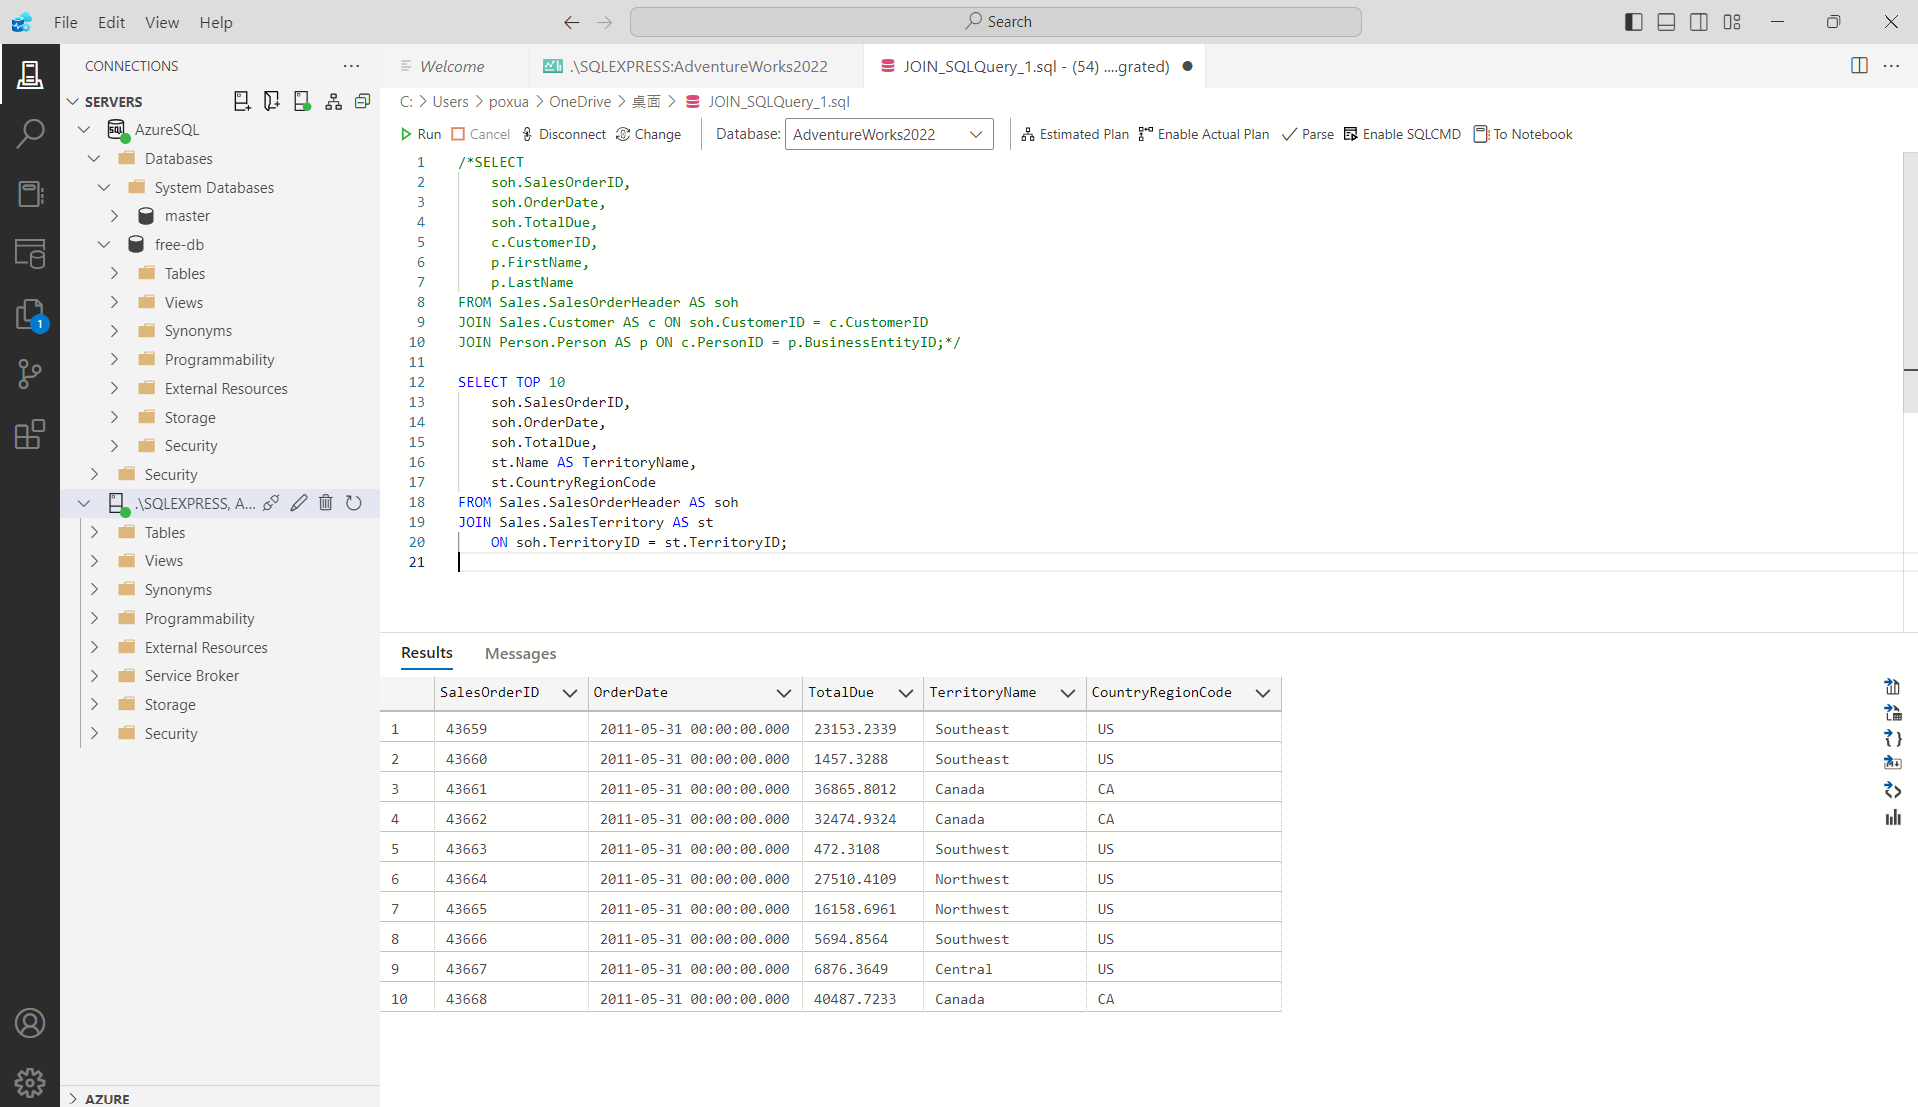 File Edit View Help
Search
CONNECTIONS
SERVERS
AzureSQL
Databases
System Databases
master
free-db
Tables
Views
Synonyms
Programmability
External Resources
Storage
Security
Security
.\SQLEXPRESS, A...
Tables
Views
Synonyms
Programmability
External Resources
Service Broker
Storage
Security
AZURE
1
Welcome
.\SQLEXPRESS:AdventureWorks2022
JOIN_SQLQuery_1.sql - (54) ....grated)
C: > Users > poxua > OneDrive > 桌面 > JOIN_SQLQuery_1.sql
Run Cancel Disconnect Change Database: AdventureWorks2022 Estimated Plan Enable Actual Plan Parse Enable SQLCMD To Notebook
1 /*SELECT
2 soh.SalesOrderID,
3 soh.OrderDate,
4 soh.TotalDue,
5 c.CustomerID,
6 p.FirstName,
7 p.LastName
8 FROM Sales.SalesOrderHeader AS soh
9 JOIN Sales.Customer AS c ON soh.CustomerID = c.CustomerID
10 JOIN Person.Person AS p ON c.PersonID = p.BusinessEntityID;*/
11
12 SELECT TOP 10
13 soh.SalesOrderID,
14 soh.OrderDate,
15 soh.TotalDue,
16 st.Name AS TerritoryName,
17 st.CountryRegionCode
18 FROM Sales.SalesOrderHeader AS soh
19 JOIN Sales.SalesTerritory AS st
20 ON soh.TerritoryID = st.TerritoryID;
21
Results Messages
SalesOrderID OrderDate TotalDue TerritoryName CountryRegionCode
1 43659 2011-05-31 00:00:00.000 23153.2339 Southeast US
2 43660 2011-05-31 00:00:00.000 1457.3288 Southeast US
3 43661 2011-05-31 00:00:00.000 36865.8012 Canada CA
4 43662 2011-05-31 00:00:00.000 32474.9324 Canada CA
5 43663 2011-05-31 00:00:00.000 472.3108 Southwest US
6 43664 2011-05-31 00:00:00.000 27510.4109 Northwest US
7 43665 2011-05-31 00:00:00.000 16158.6961 Northwest US
8 43666 2011-05-31 00:00:00.000 5694.8564 Southwest US
9 43667 2011-05-31 00:00:00.000 6876.3649 Central US
10 43668 2011-05-31 00:00:00.000 40487.7233 Canada CA